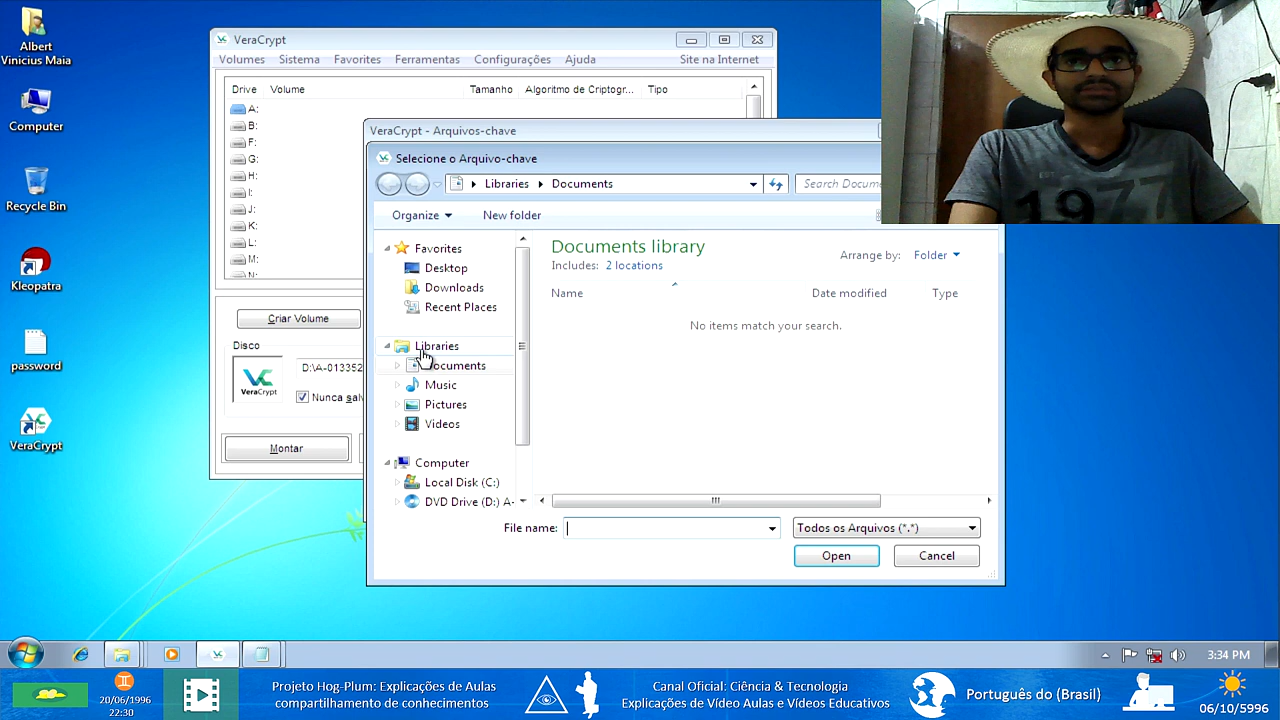 Albert
Vinicius Maia
Computer
Recycle Bin
Kleopatra
password
VeraCrypt
VeraCrypt
Volumes Sistema Favorites Ferramentas Configurações Ajuda Site na Internet
Drive Volume Tamanho Algoritmo de Criptogr... Tipo
A:
B:
F:
G:
H:
I:
J:
K:
L:
M:
N:
Criar Volume
Disco
VeraCrypt
D:\A-013352
Nunca salv
Montar
VeraCrypt - Arquivos-chave
Selecione o Arquivo-chave
Libraries Documents
Search Docum
Organize New folder
Favorites
Desktop
Downloads
Recent Places
Libraries
Documents
Music
Pictures
Videos
Computer
Local Disk (C:)
DVD Drive (D:) A-
Documents library
Includes: 2 locations
Arrange by: Folder
Name Date modified Type
No items match your search.
File name:
Todos os Arquivos (*.*)
Open Cancel
1977
3:34 PM
20/06/1996
22:30
Projeto Hog-Plum: Explicações de Aulas
compartilhamento de conhecimentos
Canal Oficial: Ciência & Tecnologia
Explicações de Vídeo Aulas e Vídeos Educativos
Português do (Brasil)
06/10/5996